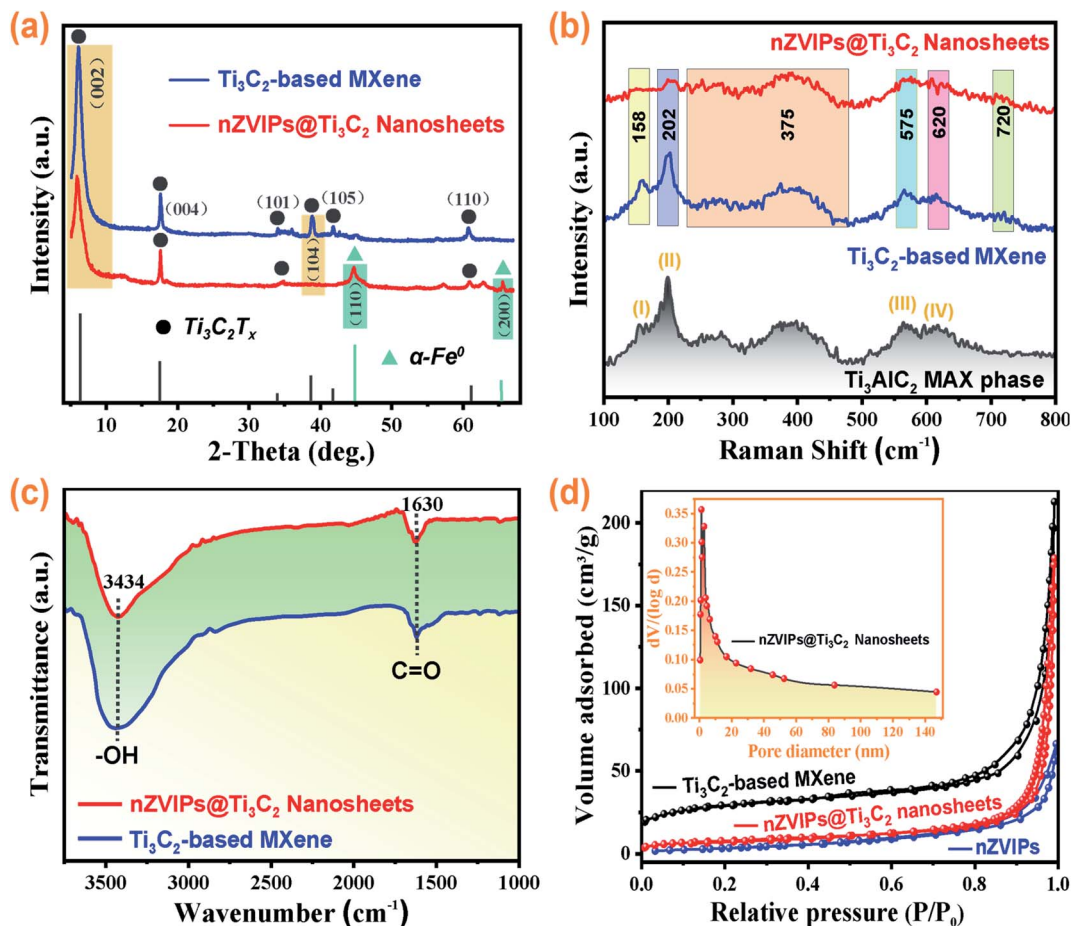 (a)
Intensity (a.u.)
2-Theta (deg.)
Ti₃C₂-based MXene
nZVIPs@Ti₃C₂ Nanosheets
(002)
(004)
(101)
(104)
(105)
(110)
(110)
(200)
Ti₃C₂Tₓ
α-Fe⁰
10 20 30 40 50 60
(b)
Intensity (a.u.)
nZVIPs@Ti₃C₂ Nanosheets
158 202 375 575 620 720
Ti₃C₂-based MXene
(I) (II) (III) (IV)
Ti₃AlC₂ MAX phase
100 200 300 400 500 600 700 800
Raman Shift (cm⁻¹)
(c)
Transmittance (a.u.)
1630
3434
C=O
-OH
nZVIPs@Ti₃C₂ Nanosheets
Ti₃C₂-based MXene
3500 3000 2500 2000 1500 1000
Wavenumber (cm⁻¹)
(d)
Volume adsorbed (cm³/g)
200
150
100
50
0
dV/(log d)
0.35
0.30
0.25
0.20
0.15
0.10
0.05
0.00
nZVIPs@Ti₃C₂ Nanosheets
0 20 40 60 80 100 120 140
Pore diameter (nm)
Ti₃C₂-based MXene
nZVIPs@Ti₃C₂ nanosheets
nZVIPs
0.0 0.2 0.4 0.6 0.8 1.0
Relative pressure (P/P₀)